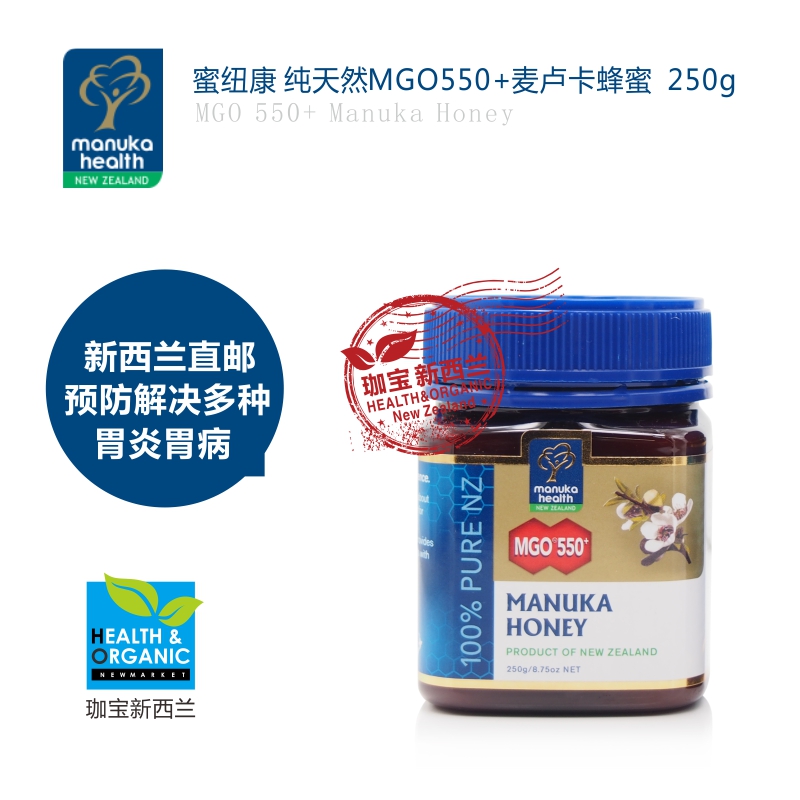 manuka
health
NEW ZEALAND
蜜纽康 纯天然MGO550+麦卢卡蜂蜜 250g
MGO 550+ Manuka Honey
新西兰直邮
预防解决多种
胃炎胃病
珈宝新西兰
HEALTH&ORGANIC
New Zealand
manuka
health
NEW ZEALAND
MGO®550+
100% PURE NZ
MANUKA
HONEY
PRODUCT OF NEW ZEALAND
250g/8.75oz NET
HEALTH &
ORGANIC
NEWMARKET
珈宝新西兰